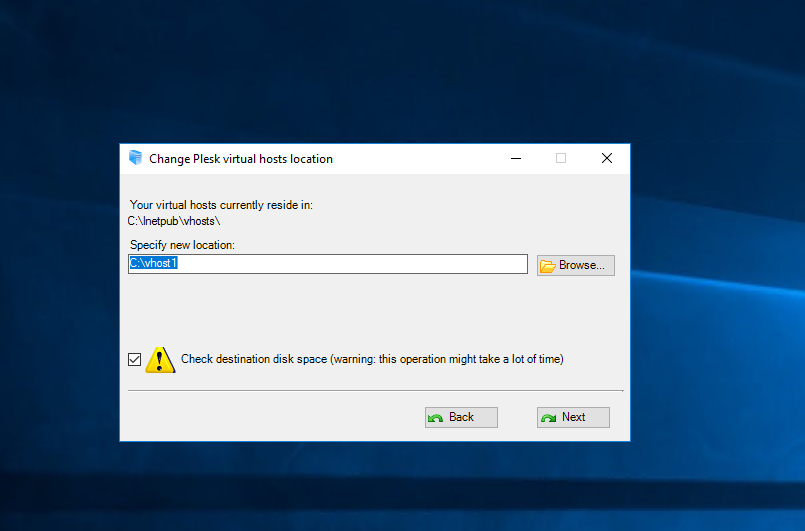 Change Plesk virtual hosts location
Your virtual hosts currently reside in:
C:\Inetpub\vhosts\
Specify new location:
C:\vhost1
Browse...
Check destination disk space (warning: this operation might take a lot of time)
Back
Next